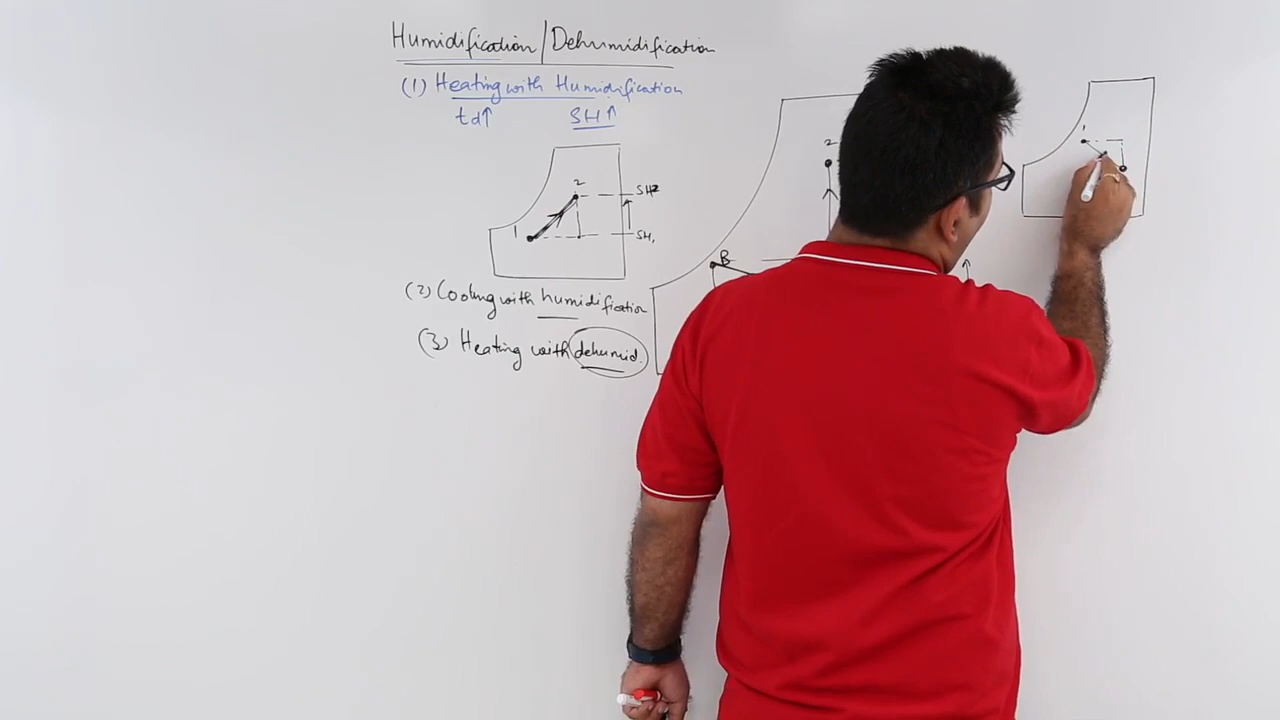 Humidification/Dehumidification
(1) Heating with Humidification
td↑ SH↑
2
SH2
1
SH1
(2) Cooling with humidification
(3) Heating with dehumid.
2
B
1